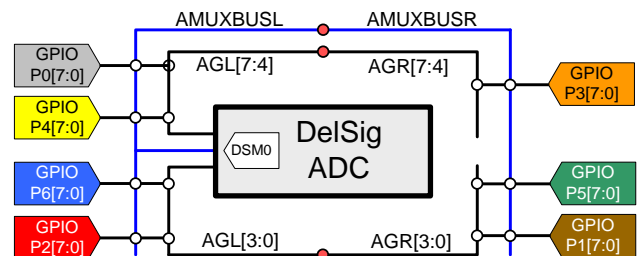 AMUXBUSL AMUXBUSR
GPIO
P0[7:0]
AGL[7:4] AGR[7:4]
GPIO
P3[7:0]
GPIO
P4[7:0]
DSM0
DelSig
ADC
GPIO
P6[7:0]
GPIO
P5[7:0]
GPIO
P2[7:0]
AGL[3:0] AGR[3:0]
GPIO
P1[7:0]